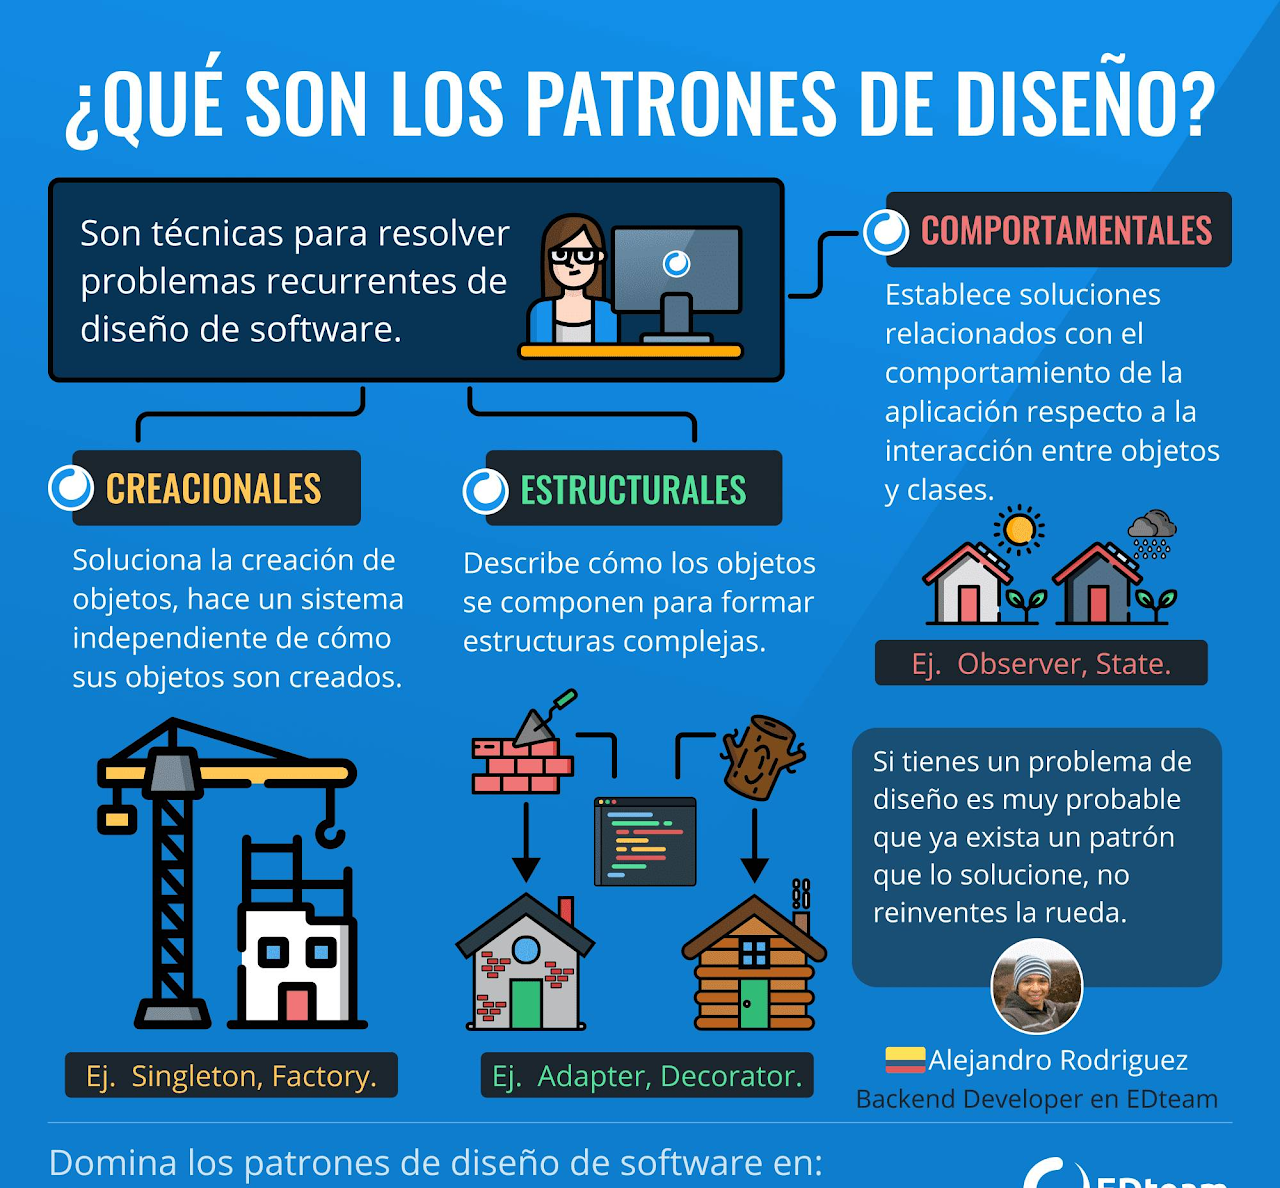 ¿QUÉ SON LOS PATRONES DE DISEÑO?
Son técnicas para resolver
problemas recurrentes de
diseño de software.
COMPORTAMENTALES
Establece soluciones
relacionados con el
comportamiento de la
aplicación respecto a la
interacción entre objetos
y clases.
Ej. Observer, State.
CREACIONALES
Soluciona la creación de
objetos, hace un sistema
independiente de cómo
sus objetos son creados.
Ej. Singleton, Factory.
ESTRUCTURALES
Describe cómo los objetos
se componen para formar
estructuras complejas.
Ej. Adapter, Decorator.
Si tienes un problema de
diseño es muy probable
que ya exista un patrón
que lo solucione, no
reinventes la rueda.
Alejandro Rodriguez
Backend Developer en EDteam
Domina los patrones de diseño de software en:
EDteam